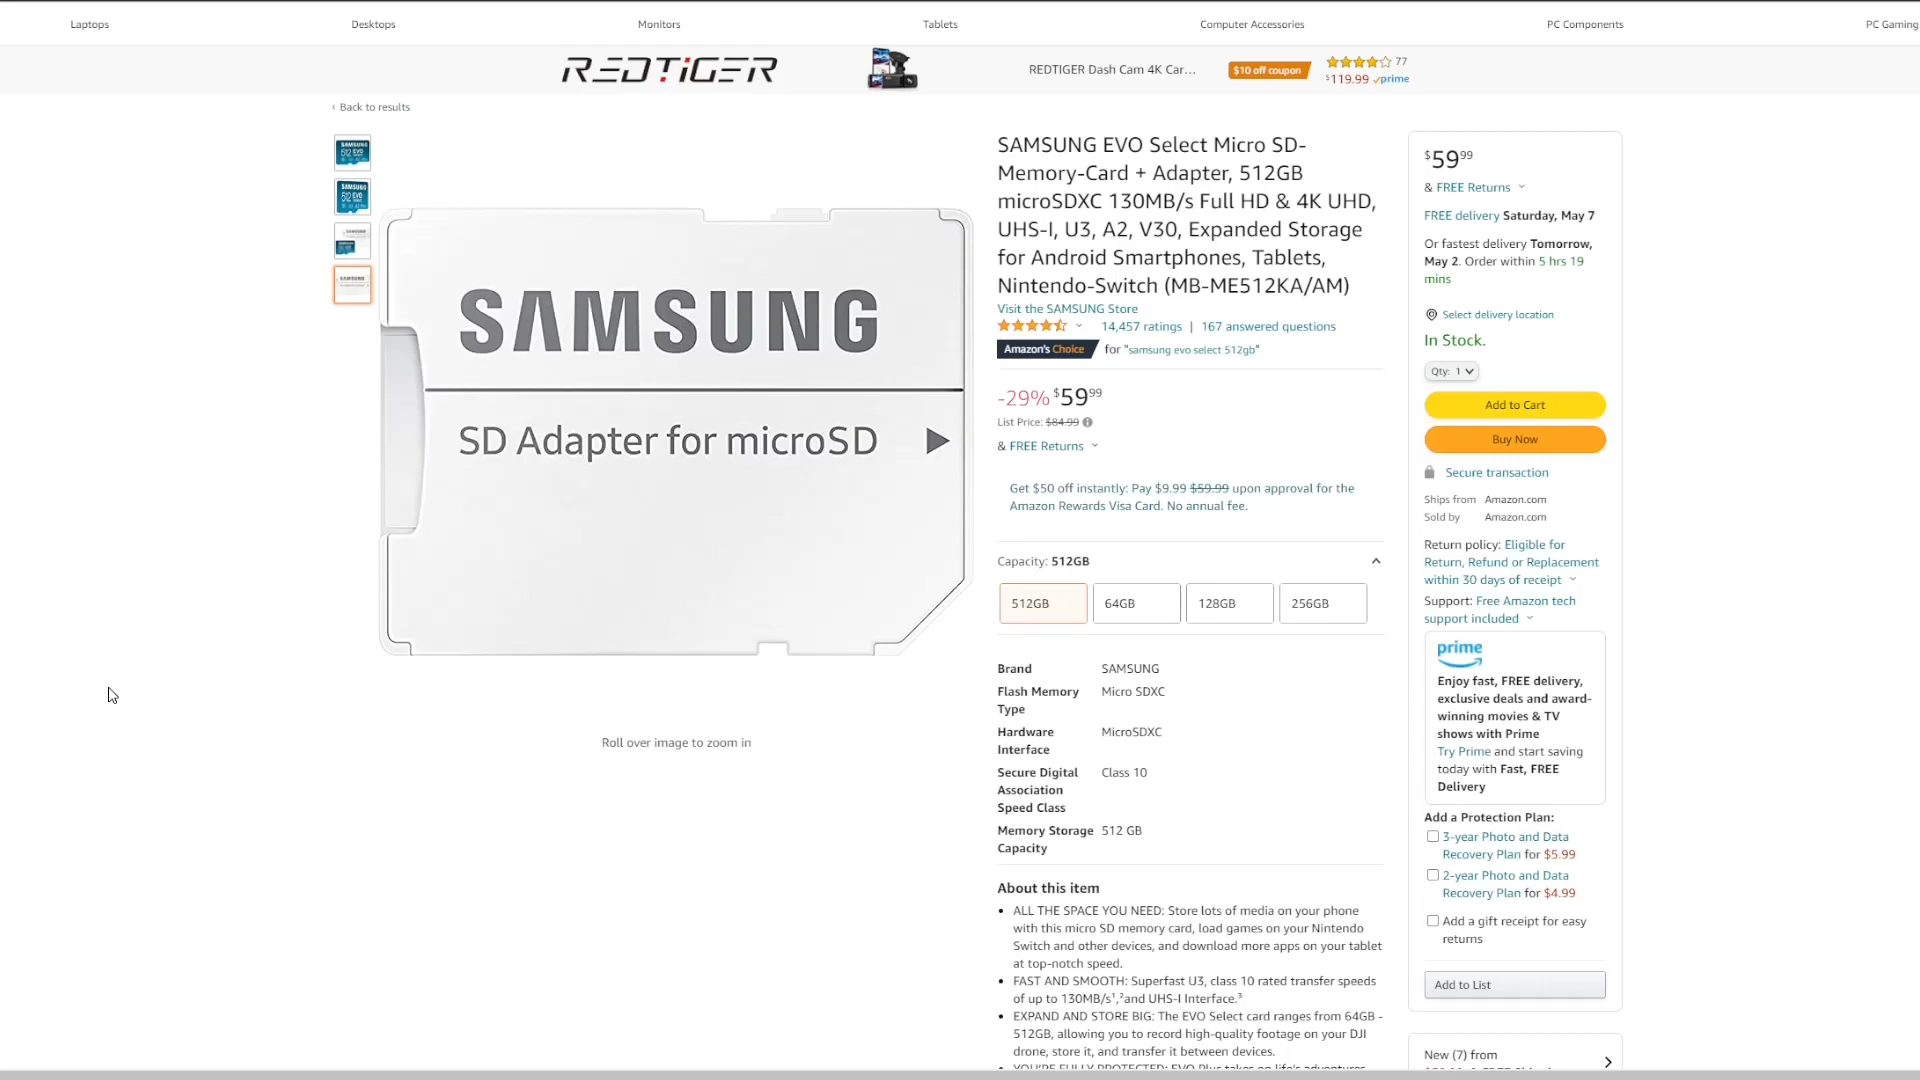 Laptops
Desktops
Monitors
Tablets
Computer Accessories
PC Components
PC Gaming
REDTIGER
REDTIGER Dash Cam 4K Car...
$10 off coupon
77
$119.99 prime
‹ Back to results
SAMSUNG
512 EVO
SAMSUNG
512 EVO
SAMSUNG
SAMSUNG
SD Adapter for microSD
Roll over image to zoom in
SAMSUNG EVO Select Micro SD-
Memory-Card + Adapter, 512GB
microSDXC 130MB/s Full HD & 4K UHD,
UHS-I, U3, A2, V30, Expanded Storage
for Android Smartphones, Tablets,
Nintendo-Switch (MB-ME512KA/AM)
Visit the SAMSUNG Store
14,457 ratings | 167 answered questions
Amazon's Choice for "samsung evo select 512gb"
-29% $59 99
List Price: $84.99
& FREE Returns
Get $50 off instantly: Pay $9.99 $59.99 upon approval for the
Amazon Rewards Visa Card. No annual fee.
Capacity: 512GB
512GB
64GB
128GB
256GB
Brand SAMSUNG
Flash Memory Micro SDXC
Type
Hardware MicroSDXC
Interface
Secure Digital Class 10
Association
Speed Class
Memory Storage 512 GB
Capacity
About this item
• ALL THE SPACE YOU NEED: Store lots of media on your phone
with this micro SD memory card, load games on your Nintendo
Switch and other devices, and download more apps on your tablet
at top-notch speed.
• FAST AND SMOOTH: Superfast U3, class 10 rated transfer speeds
of up to 130MB/s¹,²and UHS-I Interface.³
• EXPAND AND STORE BIG: The EVO Select card ranges from 64GB -
512GB, allowing you to record high-quality footage on your DJI
drone, store it, and transfer it between devices.
• YOU'RE FULLY PROTECTED: EVO Plus takes on life's adventures
$59 99
& FREE Returns
FREE delivery Saturday, May 7
Or fastest delivery Tomorrow,
May 2. Order within 5 hrs 19
mins
Select delivery location
In Stock.
Qty: 1
Add to Cart
Buy Now
Secure transaction
Ships from Amazon.com
Sold by Amazon.com
Return policy: Eligible for
Return, Refund or Replacement
within 30 days of receipt
Support: Free Amazon tech
support included
prime
Enjoy fast, FREE delivery,
exclusive deals and award-
winning movies & TV
shows with Prime
Try Prime and start saving
today with Fast, FREE
Delivery
Add a Protection Plan:
3-year Photo and Data
Recovery Plan for $5.99
2-year Photo and Data
Recovery Plan for $4.99
Add a gift receipt for easy
returns
Add to List
New (7) from